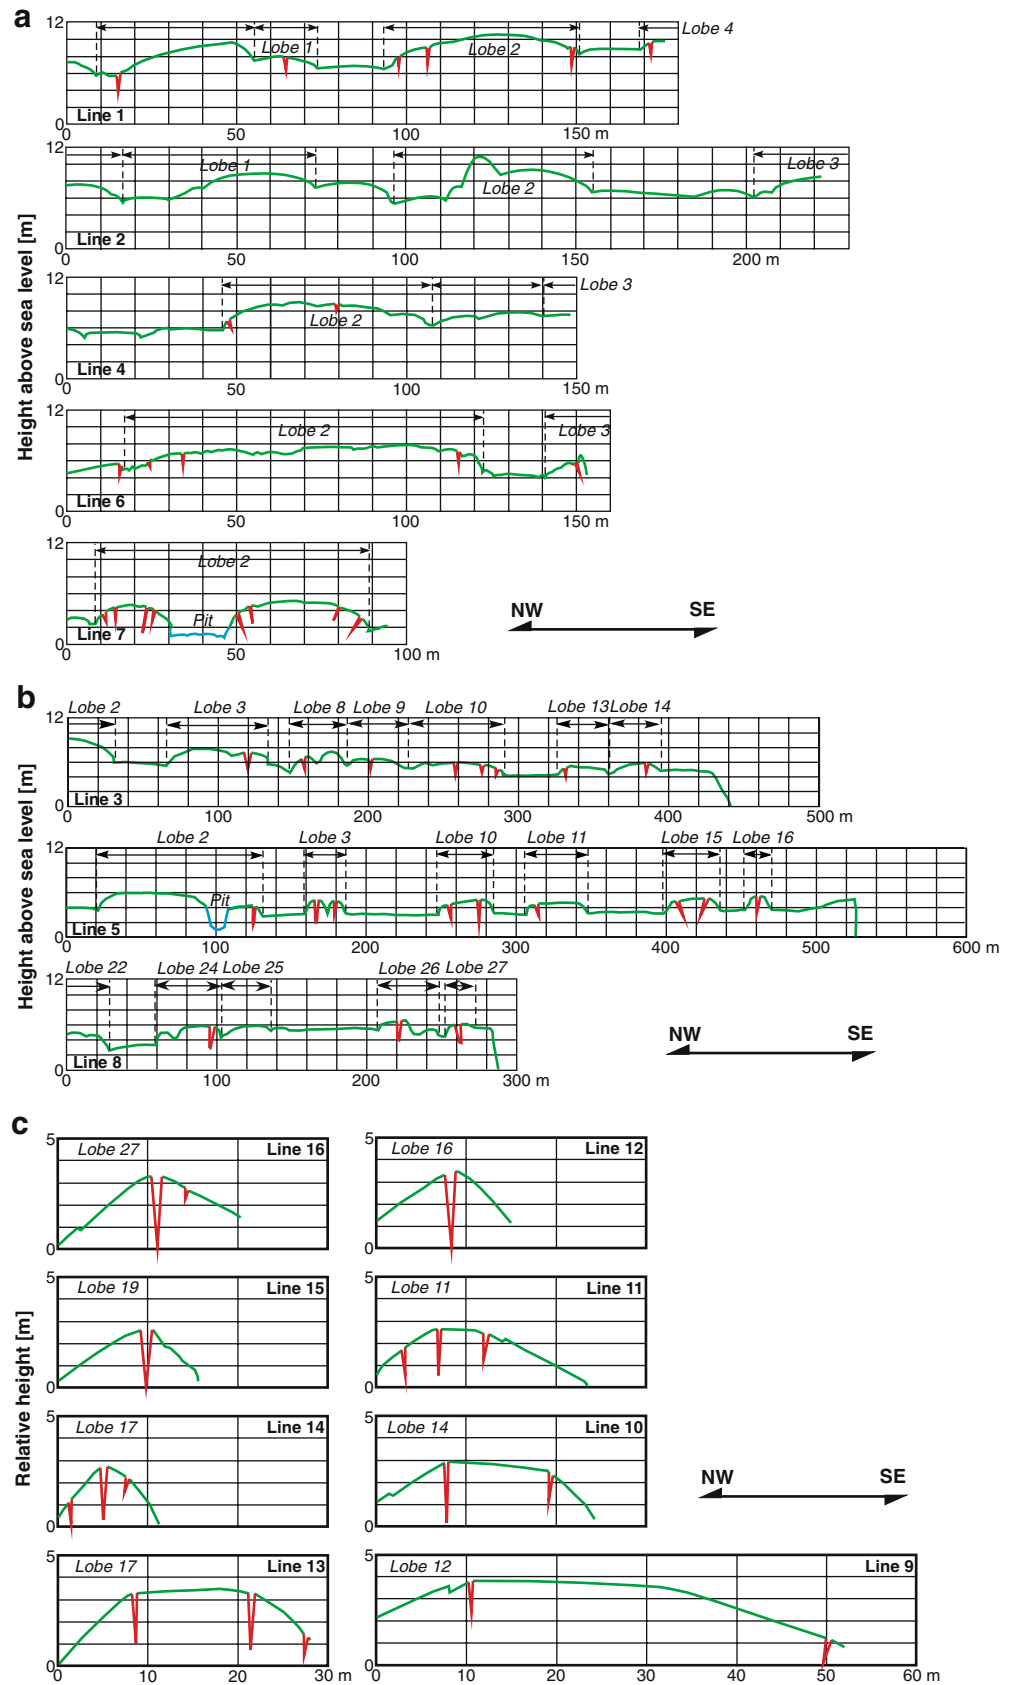 a
Height above sea level [m]
12
Lobe 1
Lobe 2
Lobe 4
Line 1
0
0 50 100 150 m
12
Lobe 1
Lobe 2
Lobe 3
Line 2
0
0 50 100 150 m 200 m
12
Lobe 2
Lobe 3
Line 4
0
0 50 100 150 m
12
Lobe 2
Lobe 3
Line 6
0
0 50 100 150 m
12
Lobe 2
Pit
Line 7
0
0 50 100 m
NW SE
b
Height above sea level [m]
Lobe 2 Lobe 3 Lobe 8 Lobe 9 Lobe 10 Lobe 13 Lobe 14
12
Line 3
0
0 100 200 300 400 500 m
Lobe 2 Lobe 3 Lobe 10 Lobe 11 Lobe 15 Lobe 16
12
Pit
Line 5
0
0 100 200 300 400 500 600 m
Height above sea level [m]
Lobe 22 Lobe 24 Lobe 25 Lobe 26 Lobe 27
12
Line 8
0
0 100 200 300 m
NW SE
c
Relative height [m]
5
Lobe 27 Line 16
0
5
Lobe 16 Line 12
0
5
Lobe 19 Line 15
0
5
Lobe 11 Line 11
0
5
Lobe 17 Line 14
0
5
Lobe 14 Line 10
0
NW SE
5
Lobe 17 Line 13
0
0 10 20 30 m
5
Lobe 12 Line 9
0
0 10 20 30 40 50 60 m